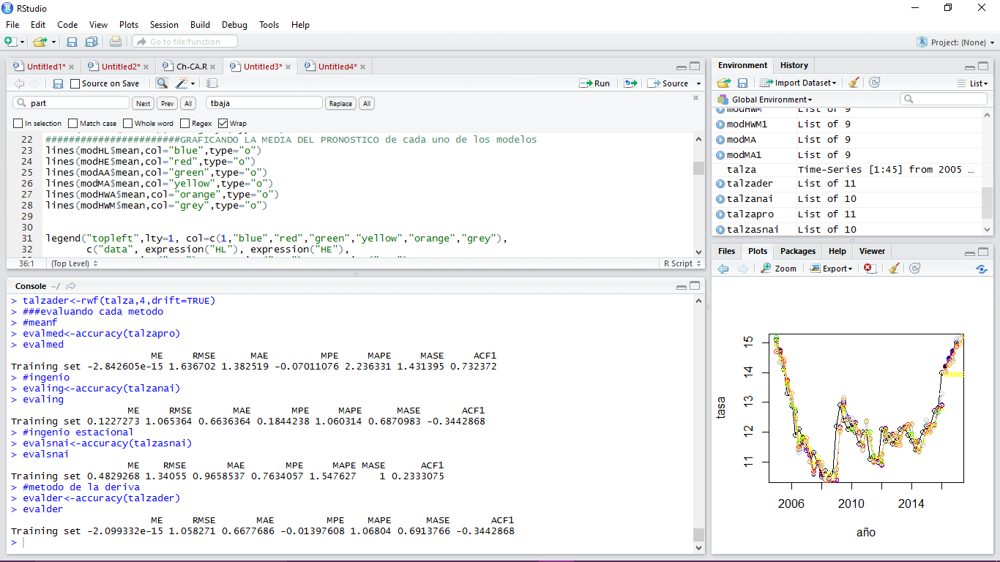 RStudio
File Edit Code View Plots Session Build Debug Tools Help
Go to file/function
Project: (None)
Untitled1* Untitled2* Ch-CA.R Untitled3* Untitled4*
Source on Save Run Source
part Next Prev All tbaja Replace All
In selection Match case Whole word Regex Wrap
22 #######################GRAFICANDO LA MEDIA DEL PRONOSTICO de cada uno de los modelos
23 lines(modHL$mean,col="blue",type="o")
24 lines(modHE$mean,col="red",type="o")
25 lines(modAA$mean,col="green",type="o")
26 lines(modMA$mean,col="yellow",type="o")
27 lines(modHWA$mean,col="orange",type="o")
28 lines(modHWM$mean,col="grey",type="o")
29
30
31 legend("topleft",lty=1, col=c(1,"blue","red","green","yellow","orange","grey"),
32 c("data", expression("HL"), expression("HE"),
36:1 (Top Level) R Script
Console ~/
> talzader<-rwf(talza,4,drift=TRUE)
> ###evaluando cada metodo
> #meanf
> evalmed<-accuracy(talzapro)
> evalmed
ME RMSE MAE MPE MAPE MASE ACF1
Training set -2.842605e-15 1.636702 1.382519 -0.07011076 2.236331 1.431395 0.732372
> #ingenio
> evaling<-accuracy(talzanai)
> evaling
ME RMSE MAE MPE MAPE MASE ACF1
Training set 0.1227273 1.065364 0.6636364 0.1844238 1.060314 0.6870983 -0.3442868
> #ingenio estacional
> evalsnai<-accuracy(talzasnai)
> evalsnai
ME RMSE MAE MPE MAPE MASE ACF1
Training set 0.4829268 1.34055 0.9658537 0.7634057 1.547627 1 0.2333075
> #metodo de la deriva
> evalder<-accuracy(talzader)
> evalder
ME RMSE MAE MPE MAPE MASE ACF1
Training set -2.099332e-15 1.058271 0.6677686 -0.01397608 1.06804 0.6913766 -0.3442868
>
Environment History
Import Dataset List
Global Environment
modHWM List of 9
modHWM1 List of 9
modMA List of 9
modMA1 List of 9
talza Time-Series [1:45] from 2005 …
talzader List of 11
talzanai List of 10
talzapro List of 11
talzasnai List of 10
Files Plots Packages Help Viewer
Zoom Export
15
14
13
12
11
tasa
2006 2010 2014
año